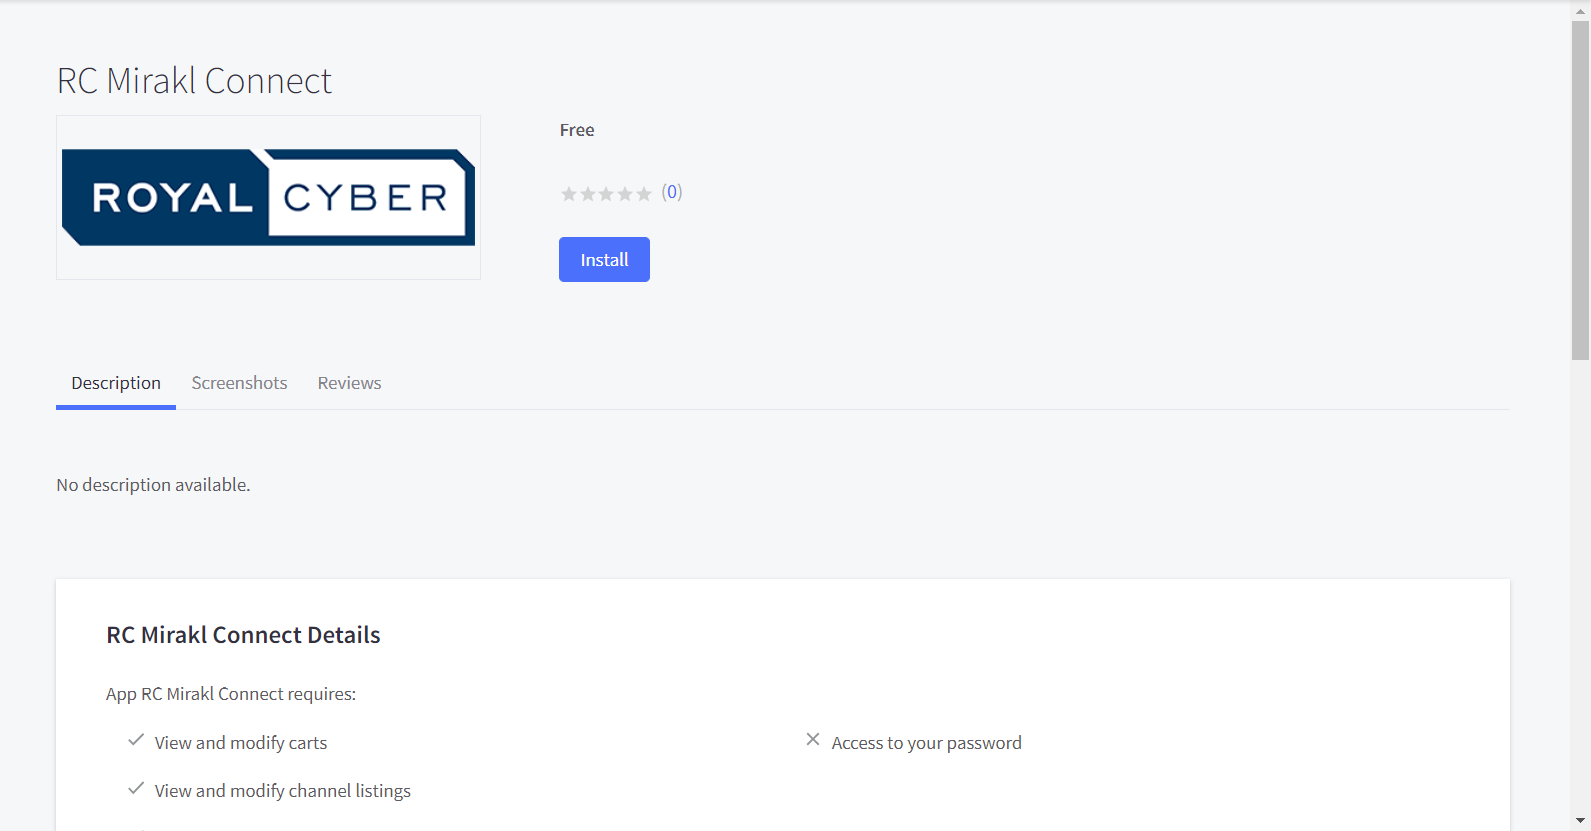 RC Mirakl Connect
ROYAL CYBER
Free
(0)
Install
Description Screenshots Reviews
No description available.
RC Mirakl Connect Details
App RC Mirakl Connect requires:
View and modify carts
Access to your password
View and modify channel listings